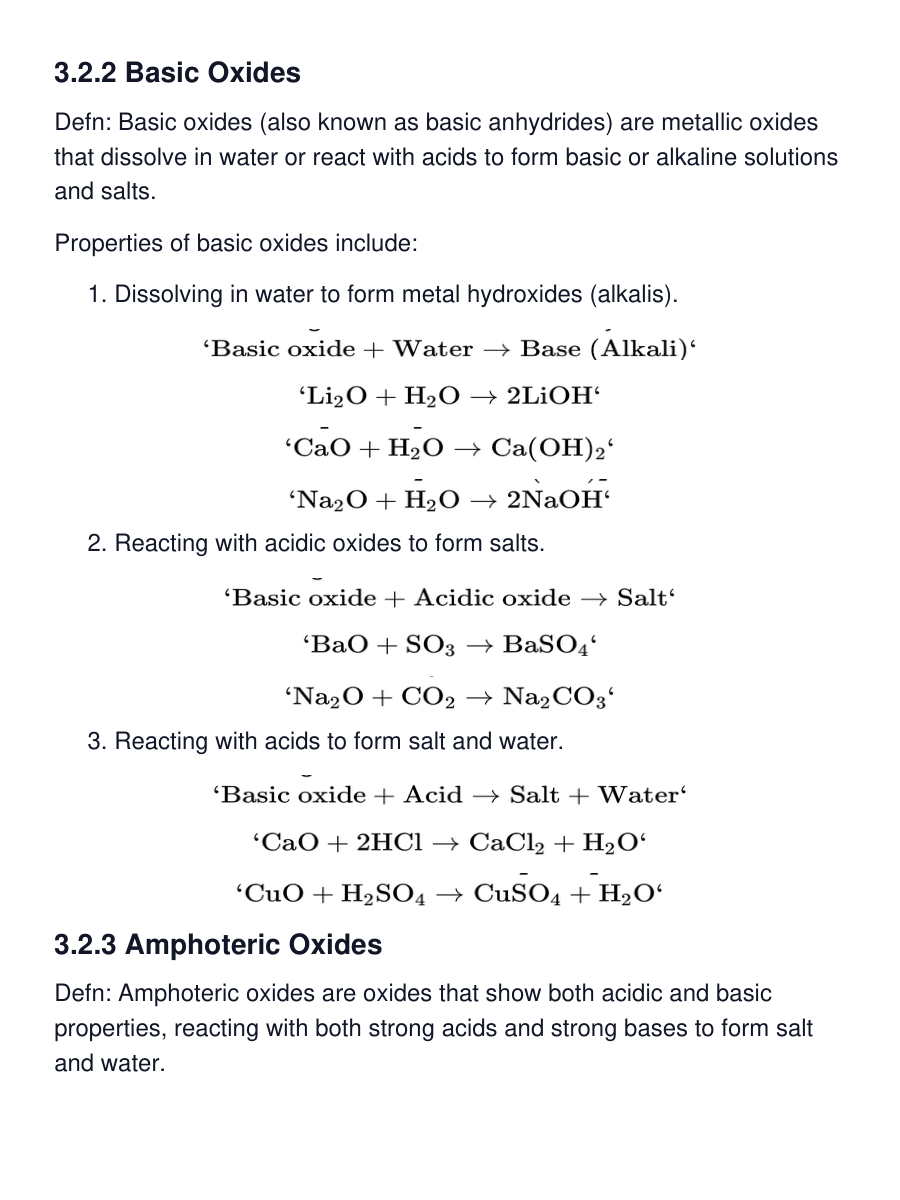 3.2.2 Basic Oxides
Defn: Basic oxides (also known as basic anhydrides) are metallic oxides
that dissolve in water or react with acids to form basic or alkaline solutions
and salts.
Properties of basic oxides include:
1. Dissolving in water to form metal hydroxides (alkalis).
‘Basic oxide + Water → Base (Alkali)‘
‘Li₂O + H₂O → 2LiOH‘
‘CaO + H₂O → Ca(OH)₂‘
‘Na₂O + H₂O → 2NaOH‘
2. Reacting with acidic oxides to form salts.
‘Basic oxide + Acidic oxide → Salt‘
‘BaO + SO₃ → BaSO₄‘
‘Na₂O + CO₂ → Na₂CO₃‘
3. Reacting with acids to form salt and water.
‘Basic oxide + Acid → Salt + Water‘
‘CaO + 2HCl → CaCl₂ + H₂O‘
‘CuO + H₂SO₄ → CuSO₄ + H₂O‘
3.2.3 Amphoteric Oxides
Defn: Amphoteric oxides are oxides that show both acidic and basic
properties, reacting with both strong acids and strong bases to form salt
and water.